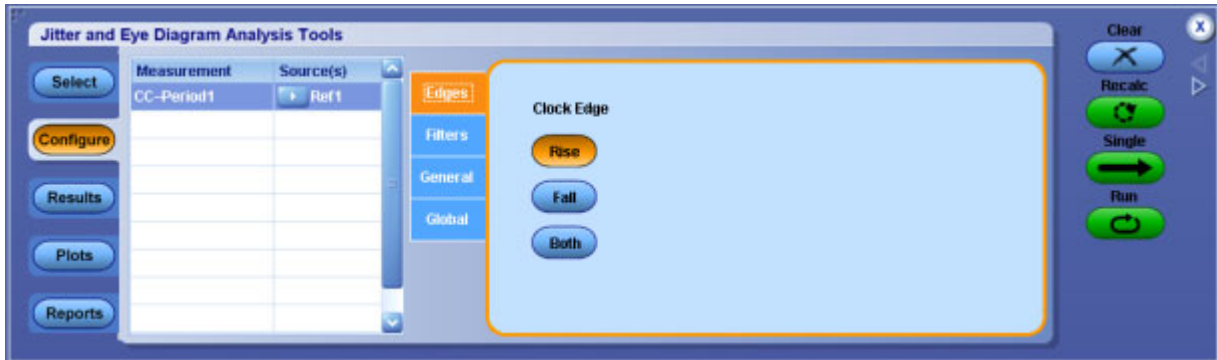 Jitter and Eye Diagram Analysis Tools
Select
Configure
Results
Plots
Reports
Measurement Source(s)
CC-Period1 Ref1
Edges
Filters
General
Global
Clock Edge
Rise
Fall
Both
Clear
X
Recalc
Single
Run